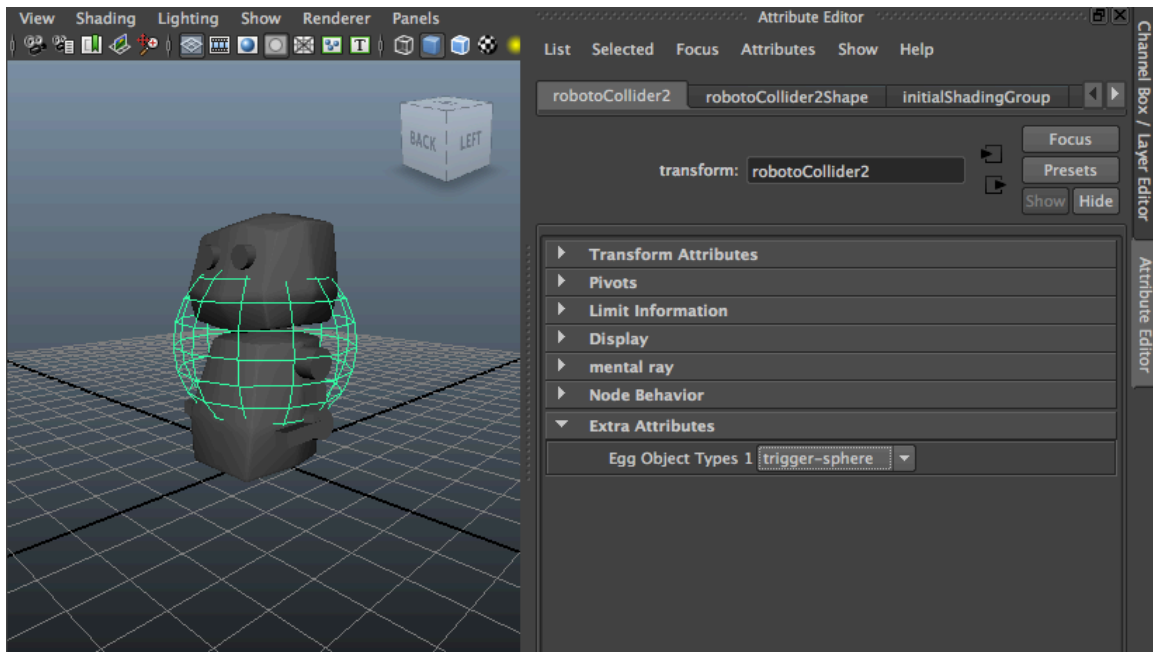 View Shading Lighting Show Renderer Panels
T
BACK LEFT
Attribute Editor
List Selected Focus Attributes Show Help
robotoCollider2 robotoCollider2Shape initialShadingGroup
transform: robotoCollider2
Focus
Presets
Show Hide
Transform Attributes
Pivots
Limit Information
Display
mental ray
Node Behavior
Extra Attributes
Egg Object Types 1 trigger-sphere
Channel Box / Layer Editor
Attribute Editor